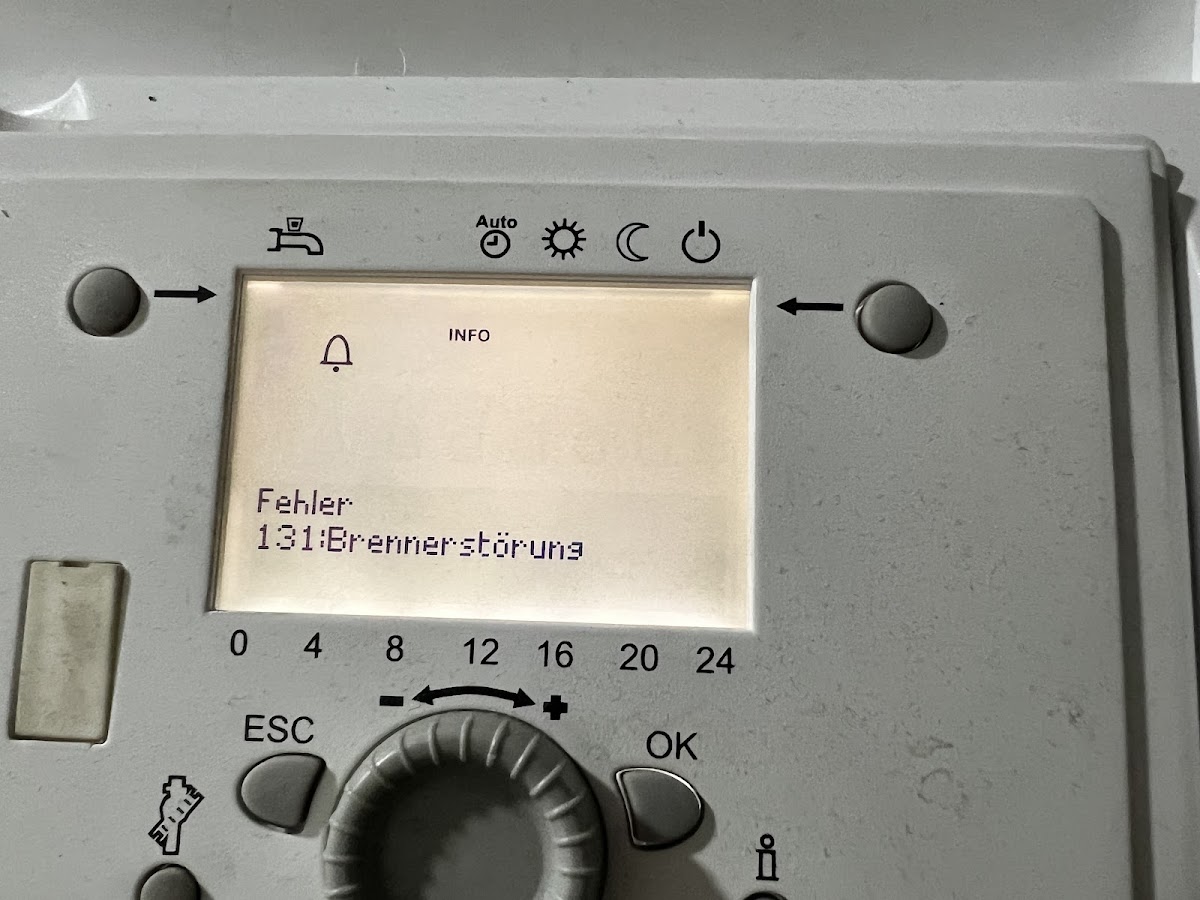 Auto
INFO
Fehler
131:Brennerstörung
0 4 8 12 16 20 24
- +
ESC OK